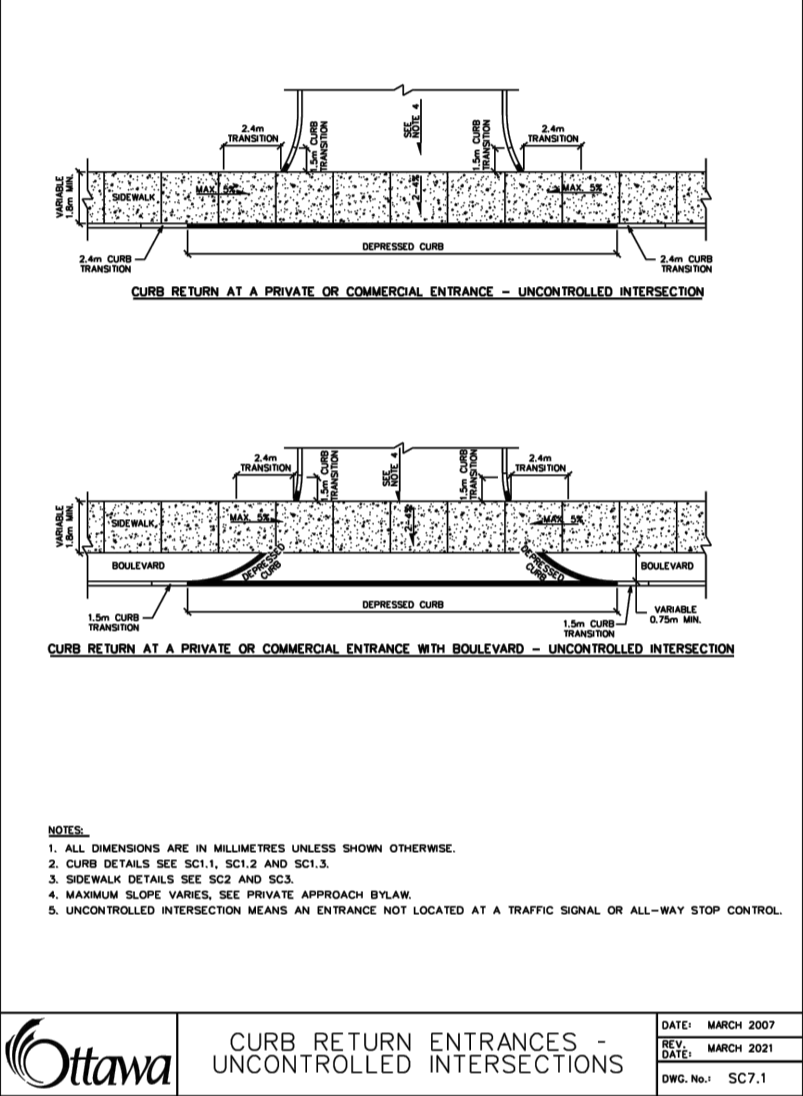 2.4m
TRANSITION
1.5m CURB
TRANSITION
SEE
NOTE 4
1.5m CURB
TRANSITION
2.4m
TRANSITION
VARIABLE
1.8m MIN.
SIDEWALK
MAX. 5%
2-4%
MAX. 5%
DEPRESSED CURB
2.4m CURB
TRANSITION
2.4m CURB
TRANSITION
CURB RETURN AT A PRIVATE OR COMMERCIAL ENTRANCE - UNCONTROLLED INTERSECTION
2.4m
TRANSITION
1.5m CURB
TRANSITION
SEE
NOTE 4
1.5m CURB
TRANSITION
2.4m
TRANSITION
VARIABLE
1.8m MIN.
SIDEWALK
MAX. 5%
2-4%
MAX. 5%
BOULEVARD
DEPRESSED
CURB
DEPRESSED
CURB
BOULEVARD
DEPRESSED CURB
1.5m CURB
TRANSITION
1.5m CURB
TRANSITION
VARIABLE
0.75m MIN.
CURB RETURN AT A PRIVATE OR COMMERCIAL ENTRANCE WITH BOULEVARD - UNCONTROLLED INTERSECTION
NOTES:
1. ALL DIMENSIONS ARE IN MILLIMETRES UNLESS SHOWN OTHERWISE.
2. CURB DETAILS SEE SC1.1, SC1.2 AND SC1.3.
3. SIDEWALK DETAILS SEE SC2 AND SC3.
4. MAXIMUM SLOPE VARIES, SEE PRIVATE APPROACH BYLAW.
5. UNCONTROLLED INTERSECTION MEANS AN ENTRANCE NOT LOCATED AT A TRAFFIC SIGNAL OR ALL-WAY STOP CONTROL.
Ottawa
CURB RETURN ENTRANCES -
UNCONTROLLED INTERSECTIONS
DATE: MARCH 2007
REV.
DATE: MARCH 2021
DWG. No.: SC7.1